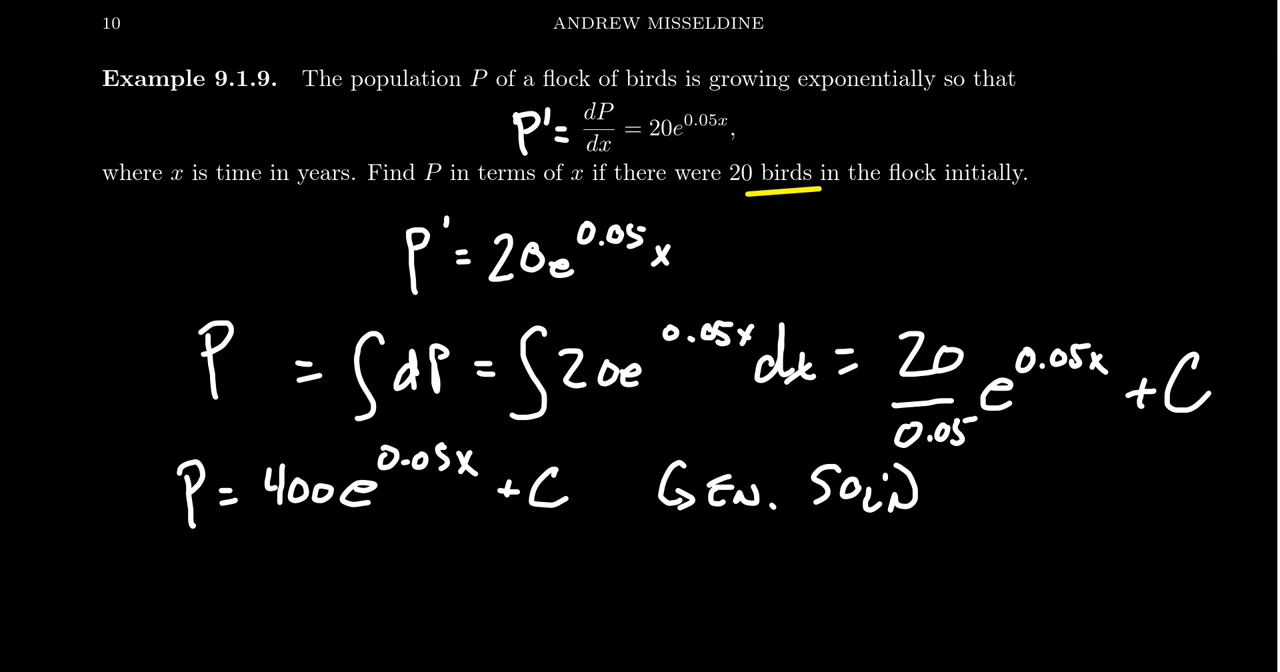 10 ANDREW MISSELDINE
Example 9.1.9. The population P of a flock of birds is growing exponentially so that
P' = dP/dx = 20e^{0.05x},
where x is time in years. Find P in terms of x if there were 20 birds in the flock initially.
P' = 20e^{0.05}x
P = ∫dP = ∫20e^{0.05x}dx = 20/0.05 e^{0.05x} + C
P = 400e^{0.05x} + C GEN. SOL'N